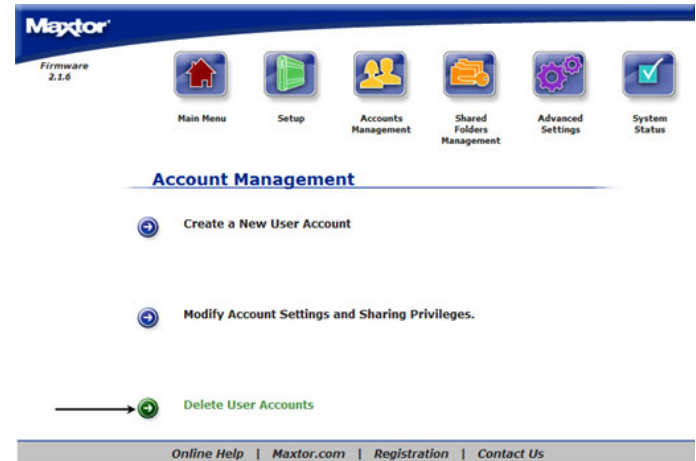 Maxtor
Firmware
2.1.6
Main Menu
Setup
Accounts
Management
Shared
Folders
Management
Advanced
Settings
System
Status
Account Management
Create a New User Account
Modify Account Settings and Sharing Privileges.
Delete User Accounts
Online Help | Maxtor.com | Registration | Contact Us